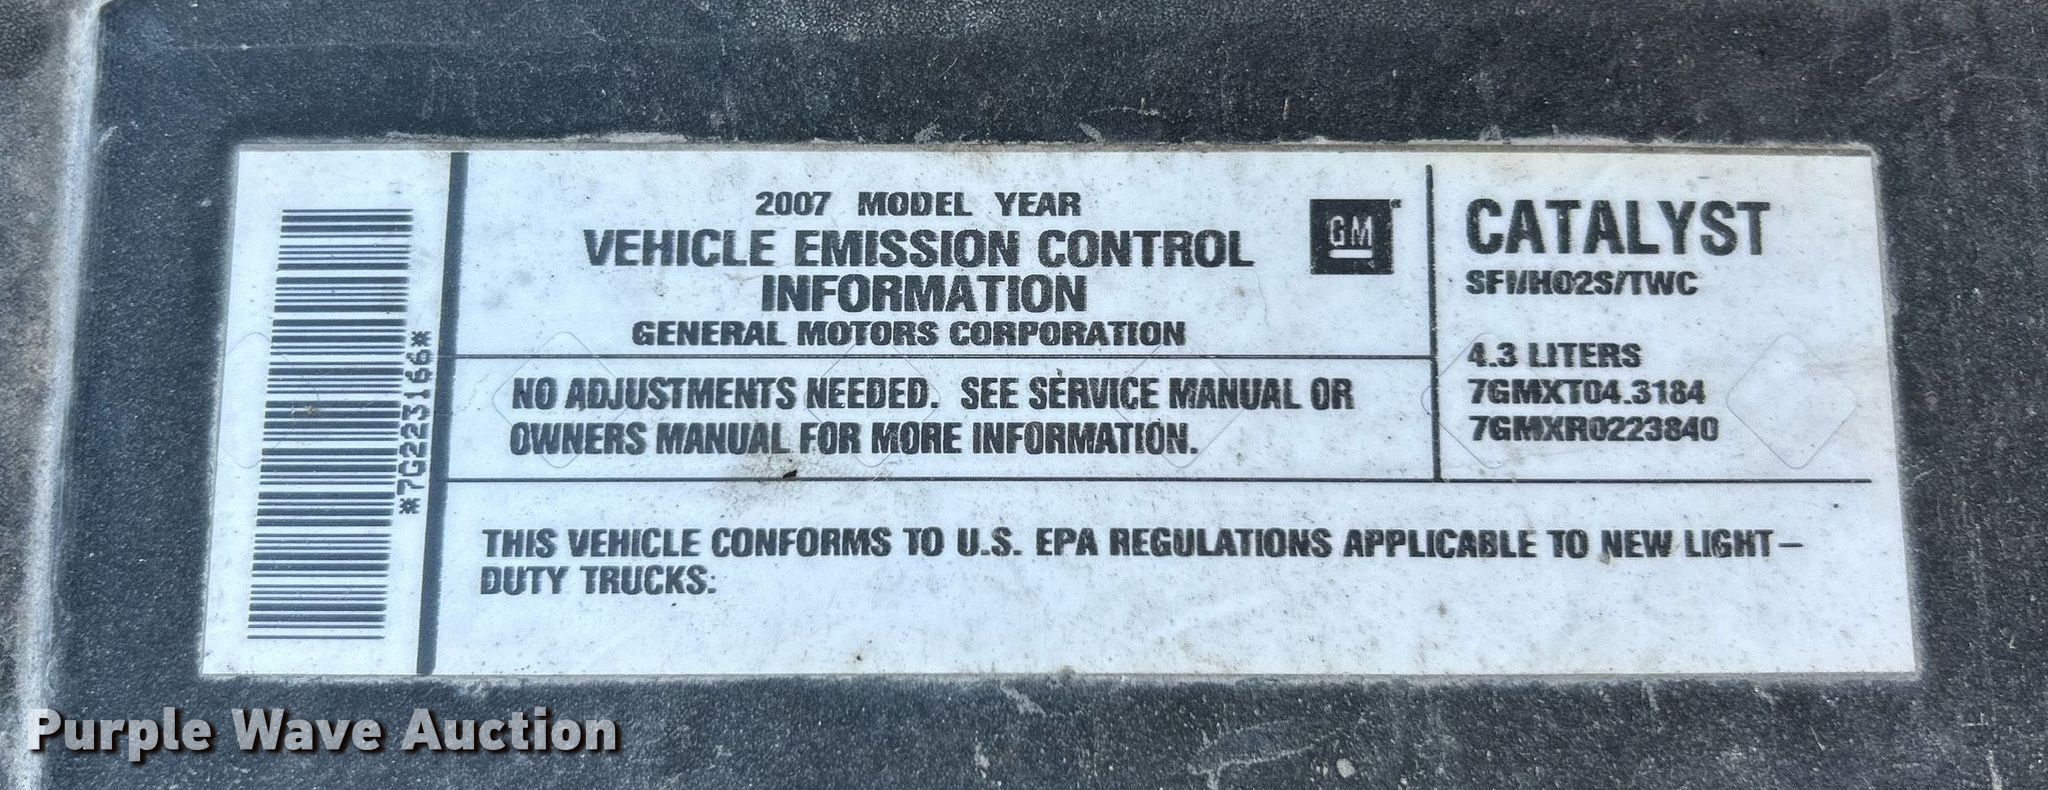 *7G223166*
2007 MODEL YEAR
VEHICLE EMISSION CONTROL
INFORMATION
GENERAL MOTORS CORPORATION
GM
NO ADJUSTMENTS NEEDED. SEE SERVICE MANUAL OR
OWNERS MANUAL FOR MORE INFORMATION.
CATALYST
SFI/HO2S/TWC
4.3 LITERS
7GMXT04.3184
7GMXR0223840
THIS VEHICLE CONFORMS TO U.S. EPA REGULATIONS APPLICABLE TO NEW LIGHT-
DUTY TRUCKS:
Purple Wave Auction